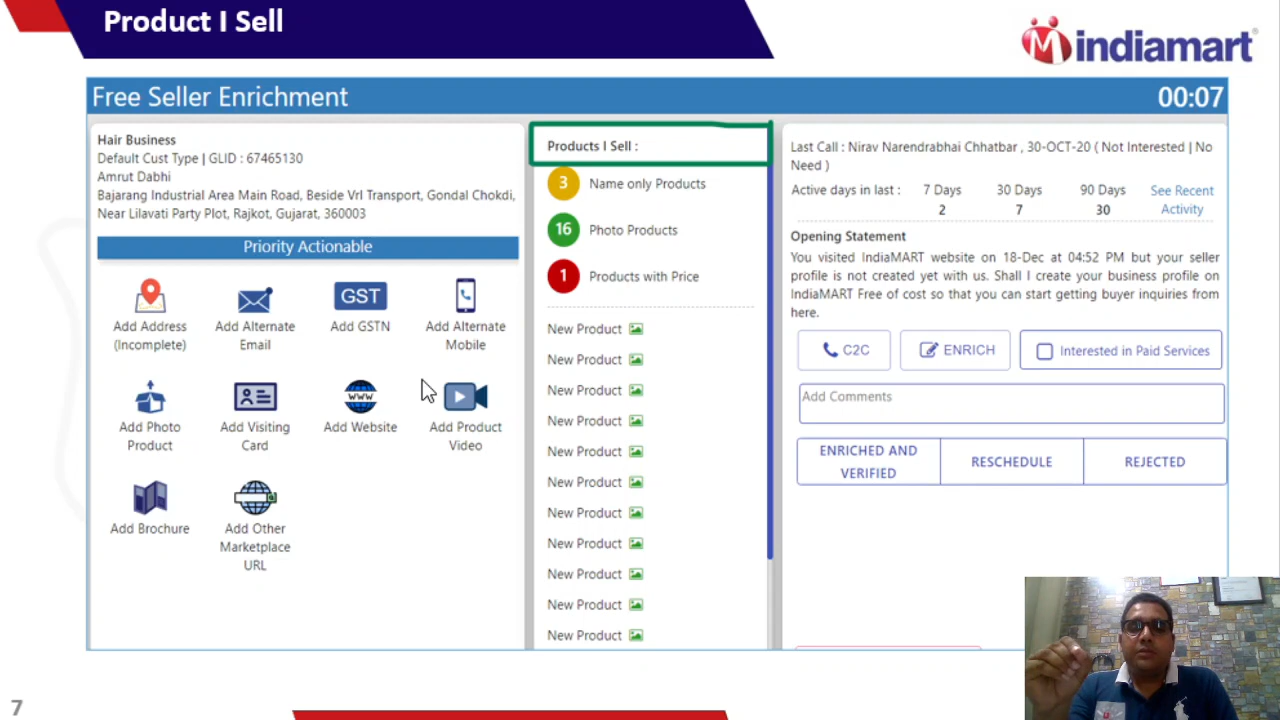 Product I Sell
indiamart
Free Seller Enrichment
00:07
Hair Business
Default Cust Type | GLID : 67465130
Amrut Dabhi
Bajarang Industrial Area Main Road, Beside Vrl Transport, Gondal Chokdi,
Near Lilavati Party Plot, Rajkot, Gujarat, 360003
Priority Actionable
Add Address
(Incomplete)
Add Alternate
Email
GST
Add GSTN
Add Alternate
Mobile
Add Photo
Product
Add Visiting
Card
WWW
Add Website
Add Product
Video
Add Brochure
Add Other
Marketplace
URL
Products I Sell :
3 Name only Products
16 Photo Products
1 Products with Price
New Product
New Product
New Product
New Product
New Product
New Product
New Product
New Product
New Product
New Product
New Product
Last Call : Nirav Narendrabhai Chhatbar , 30-OCT-20 ( Not Interested | No
Need )
Active days in last : 7 Days 30 Days 90 Days
2 7 30
See Recent
Activity
Opening Statement
You visited IndiaMART website on 18-Dec at 04:52 PM but your seller
profile is not created yet with us. Shall I create your business profile on
IndiaMART Free of cost so that you can start getting buyer inquiries from
here.
C2C
ENRICH
Interested in Paid Services
Add Comments
ENRICHED AND
VERIFIED
RESCHEDULE
REJECTED
7